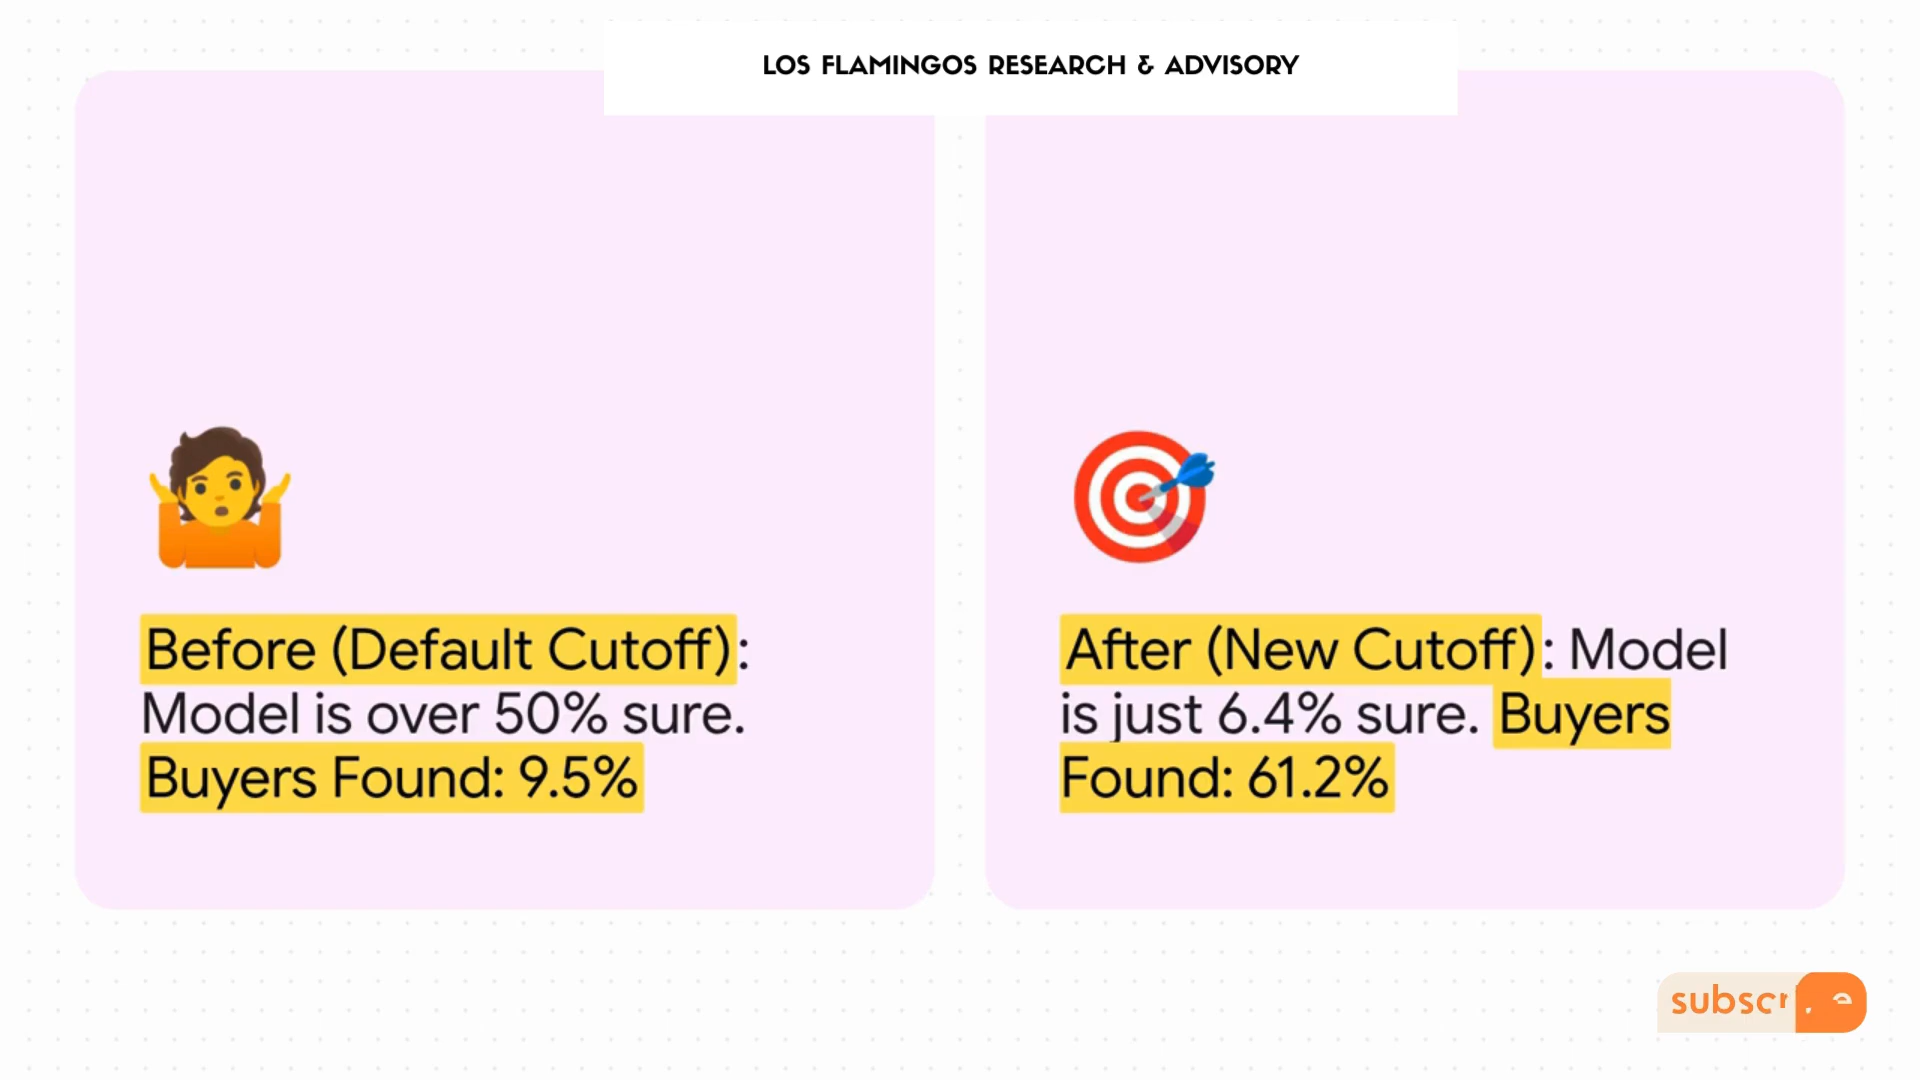 LOS FLAMINGOS RESEARCH & ADVISORY
Before (Default Cutoff):
Model is over 50% sure.
Buyers Found: 9.5%
After (New Cutoff): Model
is just 6.4% sure. Buyers
Found: 61.2%